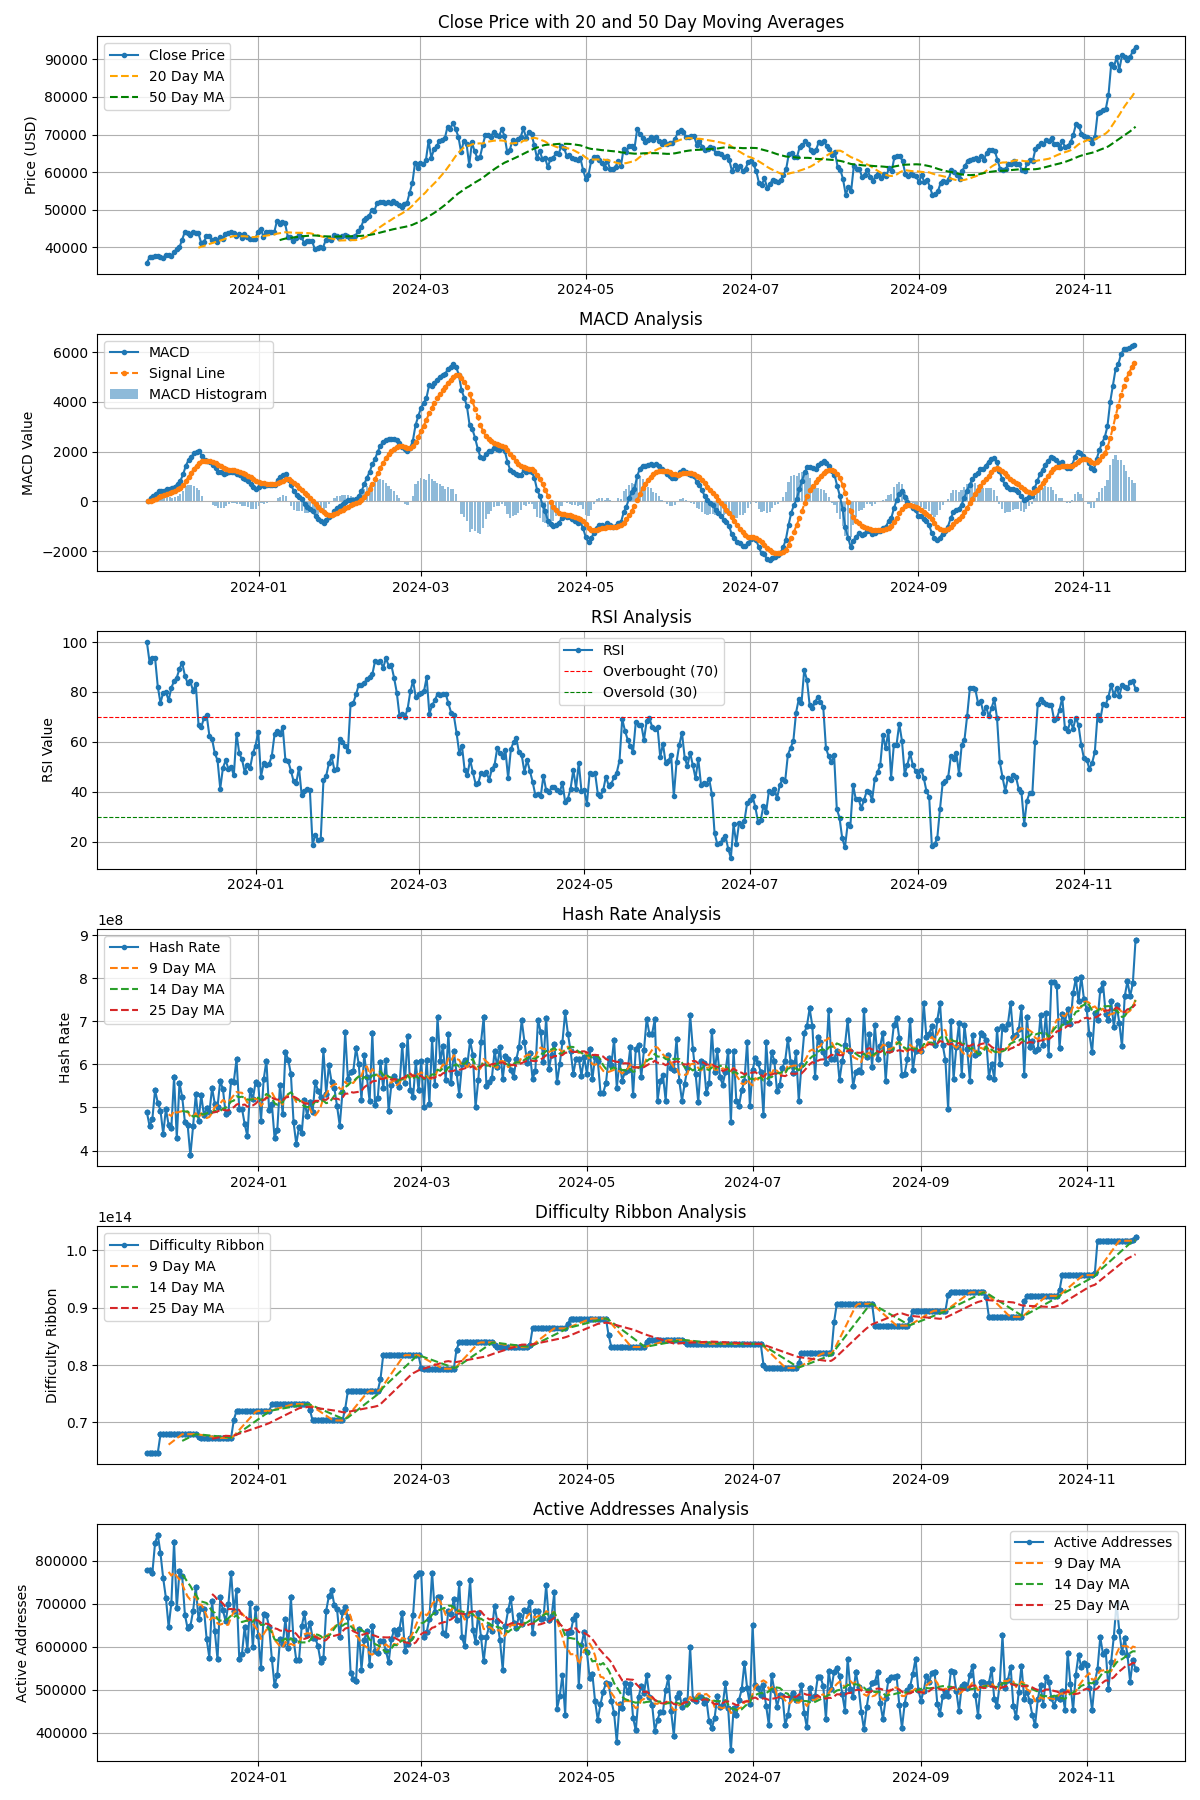 Close Price with 20 and 50 Day Moving Averages
Close Price
20 Day MA
50 Day MA
Price (USD)
90000
80000
70000
60000
50000
40000
2024-01 2024-03 2024-05 2024-07 2024-09 2024-11
MACD Analysis
MACD
Signal Line
MACD Histogram
MACD Value
6000
4000
2000
0
−2000
2024-01 2024-03 2024-05 2024-07 2024-09 2024-11
RSI Analysis
RSI
Overbought (70)
Oversold (30)
RSI Value
100
80
60
40
20
2024-01 2024-03 2024-05 2024-07 2024-09 2024-11
1e8
Hash Rate Analysis
Hash Rate
9 Day MA
14 Day MA
25 Day MA
Hash Rate
9
8
7
6
5
4
2024-01 2024-03 2024-05 2024-07 2024-09 2024-11
1e14
Difficulty Ribbon Analysis
Difficulty Ribbon
9 Day MA
14 Day MA
25 Day MA
Difficulty Ribbon
1.0
0.9
0.8
0.7
2024-01 2024-03 2024-05 2024-07 2024-09 2024-11
Active Addresses Analysis
Active Addresses
9 Day MA
14 Day MA
25 Day MA
Active Addresses
800000
700000
600000
500000
400000
2024-01 2024-03 2024-05 2024-07 2024-09 2024-11